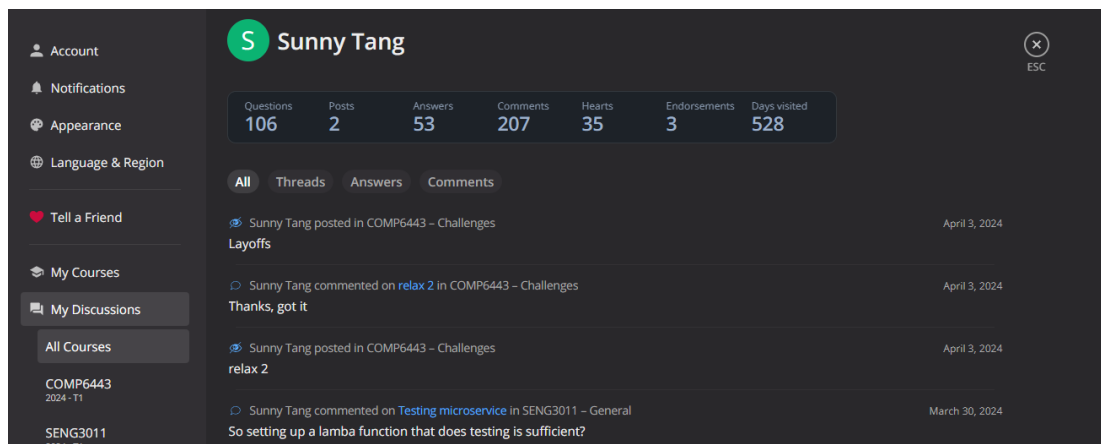 Account
Notifications
Appearance
Language & Region
Tell a Friend
My Courses
My Discussions
All Courses
COMP6443
2024 - T1
SENG3011
S Sunny Tang
ESC
Questions Posts Answers Comments Hearts Endorsements Days visited
106 2 53 207 35 3 528
All Threads Answers Comments
Sunny Tang posted in COMP6443 – Challenges April 3, 2024
Layoffs
Sunny Tang commented on relax 2 in COMP6443 – Challenges April 3, 2024
Thanks, got it
Sunny Tang posted in COMP6443 – Challenges April 3, 2024
relax 2
Sunny Tang commented on Testing microservice in SENG3011 – General March 30, 2024
So setting up a lamba function that does testing is sufficient?